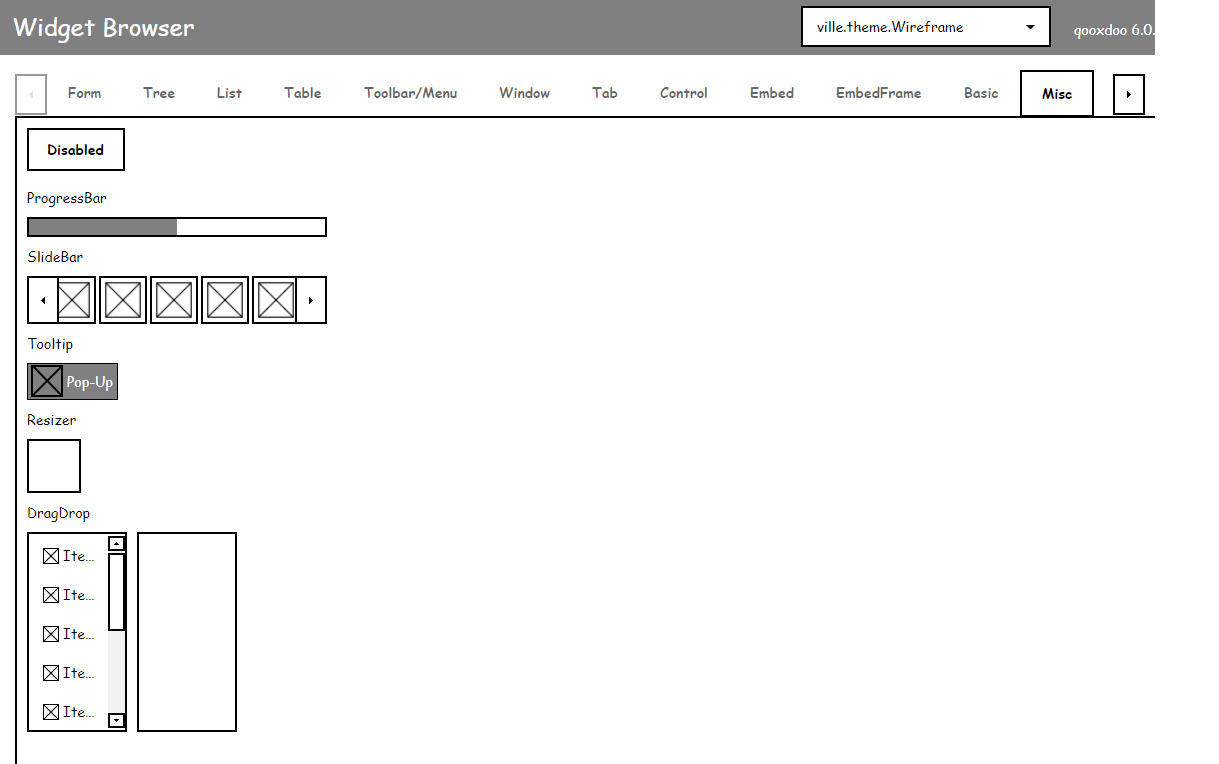 Widget Browser
ville.theme.Wireframe
qooxdoo 6.0.
Form Tree List Table Toolbar/Menu Window Tab Control Embed EmbedFrame Basic Misc
Disabled
ProgressBar
SlideBar
Tooltip
Pop-Up
Resizer
DragDrop
Ite...
Ite...
Ite...
Ite...
Ite...